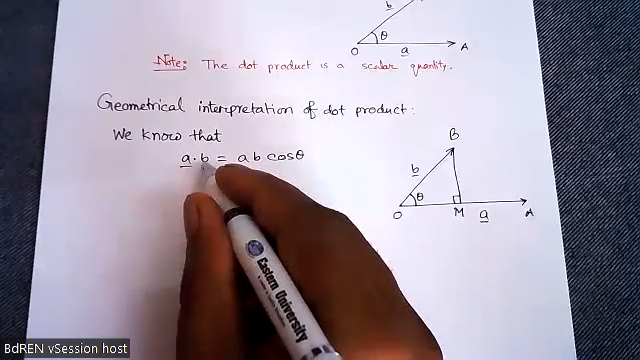 b
θ
O
a
A
Note: The dot product is a scalar quantity.
Geometrical interpretation of dot product:
We know that
a . b = a b cosθ
B
b
θ
O
M
a
A
Eastern University
BdREN vSession host